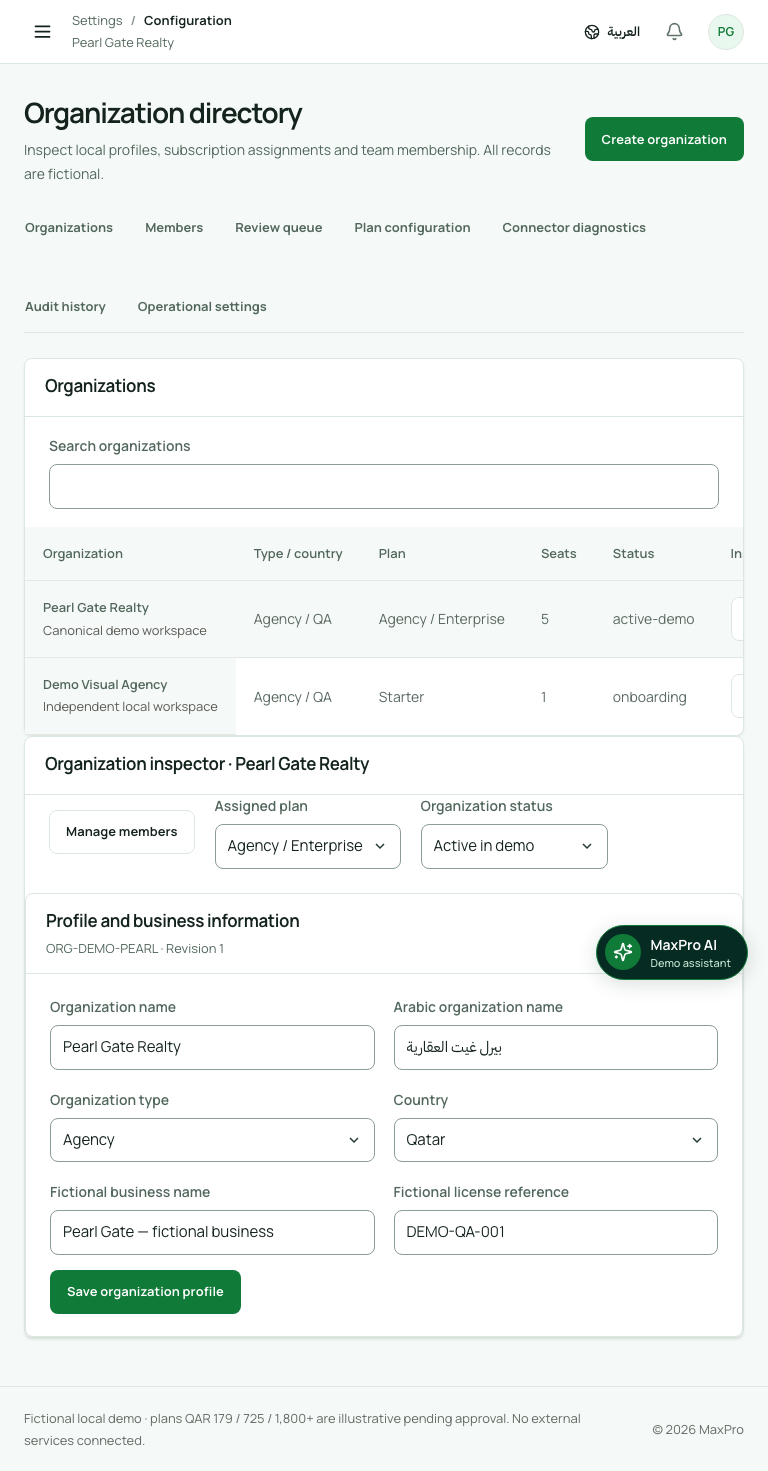 Settings / Configuration
Pearl Gate Realty
العربية
PG
Organization directory
Inspect local profiles, subscription assignments and team membership. All records
are fictional.
Create organization
Organizations Members Review queue Plan configuration Connector diagnostics
Audit history Operational settings
Organizations
Search organizations
Organization Type / country Plan Seats Status In
Pearl Gate Realty
Canonical demo workspace
Agency / QA Agency / Enterprise 5 active-demo
Demo Visual Agency
Independent local workspace
Agency / QA Starter 1 onboarding
Organization inspector · Pearl Gate Realty
Manage members
Assigned plan
Agency / Enterprise
Organization status
Active in demo
Profile and business information
ORG-DEMO-PEARL · Revision 1
MaxPro AI
Demo assistant
Organization name
Pearl Gate Realty
Arabic organization name
بيرل غيت العقارية
Organization type
Agency
Country
Qatar
Fictional business name
Pearl Gate — fictional business
Fictional license reference
DEMO-QA-001
Save organization profile
Fictional local demo · plans QAR 179 / 725 / 1,800+ are illustrative pending approval. No external
services connected.
© 2026 MaxPro